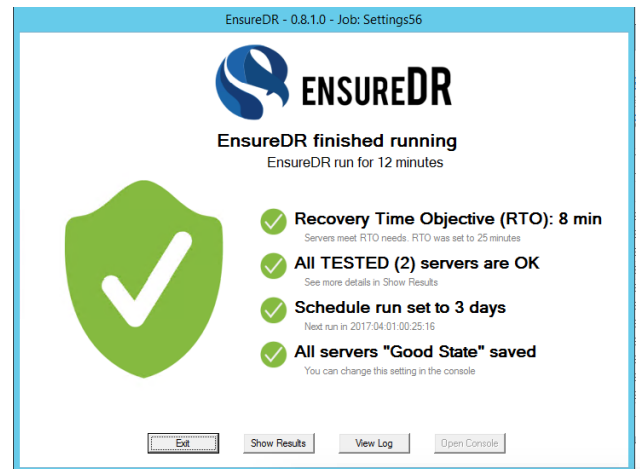 EnsureDR - 0.8.1.0 - Job: Settings56
ENSUREDR
EnsureDR finished running
EnsureDR run for 12 minutes
Recovery Time Objective (RTO): 8 min
Servers meet RTO needs. RTO was set to 25 minutes
All TESTED (2) servers are OK
See more details in Show Results
Schedule run set to 3 days
Next run in 2017:04:01:00:25:16
All servers "Good State" saved
You can change this setting in the console
Exit
Show Results
View Log
Open Console